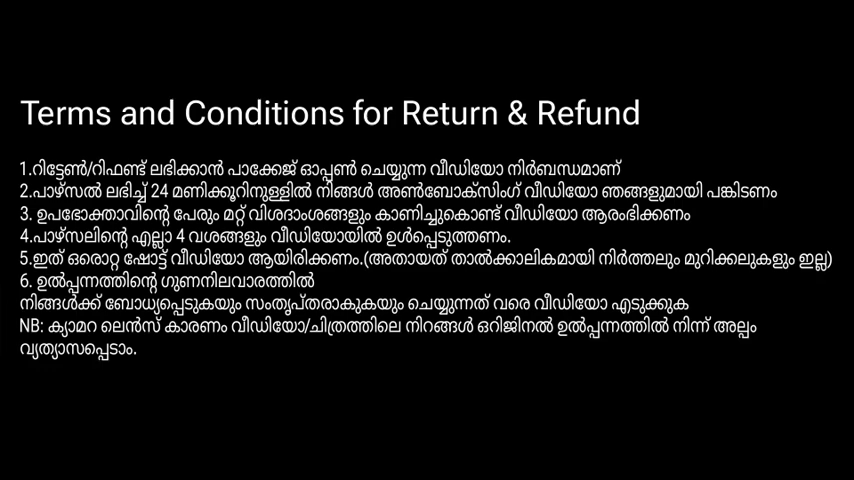 Terms and Conditions for Return & Refund
1.റിട്ടേൺ/റിഫണ്ട് ലഭിക്കാൻ പാക്കേജ് ഓപ്പൺ ചെയ്യുന്ന വീഡിയോ നിർബന്ധമാണ്
2.പാഴ്സൽ ലഭിച്ച് 24 മണിക്കൂറിനുള്ളിൽ നിങ്ങൾ അൺബോക്സിംഗ് വീഡിയോ ഞങ്ങളുമായി പങ്കിടണം
3. ഉപഭോക്താവിന്റെ പേരും മറ്റ് വിശദാംശങ്ങളും കാണിച്ചുകൊണ്ട് വീഡിയോ ആരംഭിക്കണം
4.പാഴ്സലിന്റെ എല്ലാ 4 വശങ്ങളും വീഡിയോയിൽ ഉൾപ്പെടുത്തണം.
5.ഇത് ഒരൊറ്റ ഷോട്ട് വീഡിയോ ആയിരിക്കണം.(അതായത് താൽക്കാലികമായി നിർത്തലും മുറിക്കലുകളും ഇല്ല)
6. ഉൽപ്പന്നത്തിന്റെ ഗുണനിലവാരത്തിൽ
നിങ്ങൾക്ക് ബോധ്യപ്പെടുകയും സംതൃപ്തരാകുകയും ചെയ്യുന്നത് വരെ വീഡിയോ എടുക്കുക
NB: ക്യാമറ ലെൻസ് കാരണം വീഡിയോ/ചിത്രത്തിലെ നിറങ്ങൾ ഒറിജിനൽ ഉൽപ്പന്നത്തിൽ നിന്ന് അല്പം
വ്യത്യാസപ്പെടാം.